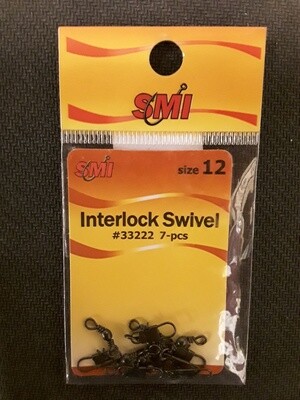 SMI
SMI
size 12
Interlock Swivel
#33222 7-pcs